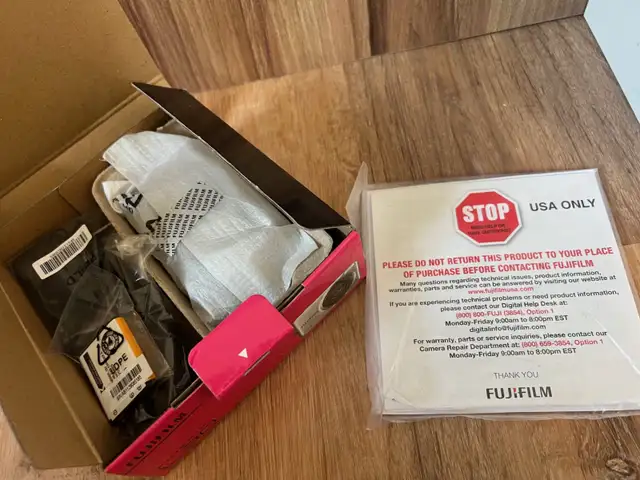 STOP
USA ONLY
PLEASE DO NOT RETURN THIS PRODUCT TO YOUR PLACE
OF PURCHASE BEFORE CONTACTING FUJIFILM
Many questions regarding technical issues, product information,
warranties, parts and service can be answered by visiting our website at
www.fujifilmusa.com
If you are experiencing technical problems or need product information,
please contact our Digital Help Desk at:
(800) 800-FUJI (3854), Option 1
Monday-Friday 9:00am to 8:00pm EST
digitalinfo@fujifilm.com
For warranty, parts or service inquiries, please contact our
Camera Repair Department at: (800) 659-3854, Option 1
Monday-Friday 9:00am to 8:00pm EST
THANK YOU
FUJIFILM
HDPE
FUJIFILM